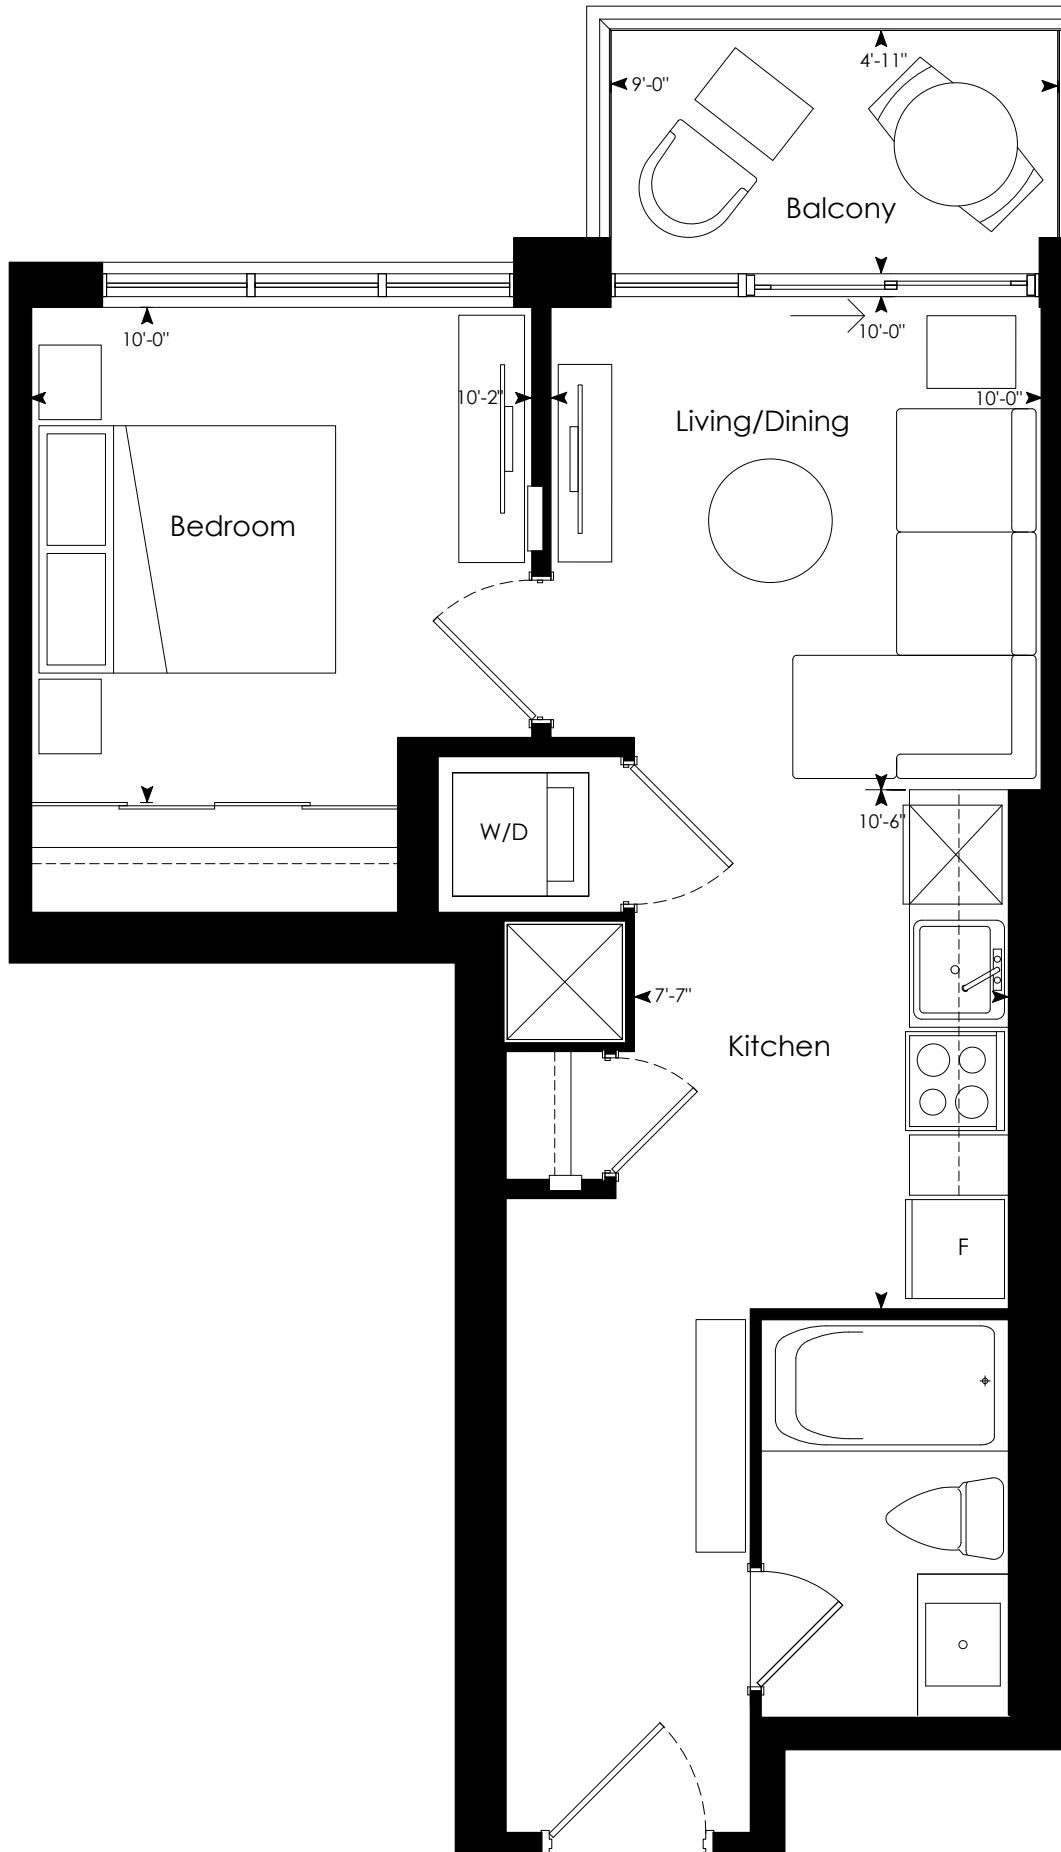 4'-11"
9'-0"
Balcony
10'-0"
10'-0"
10'-2"
10'-0"
Living/Dining
Bedroom
10'-6"
W/D
7'-7"
Kitchen
F